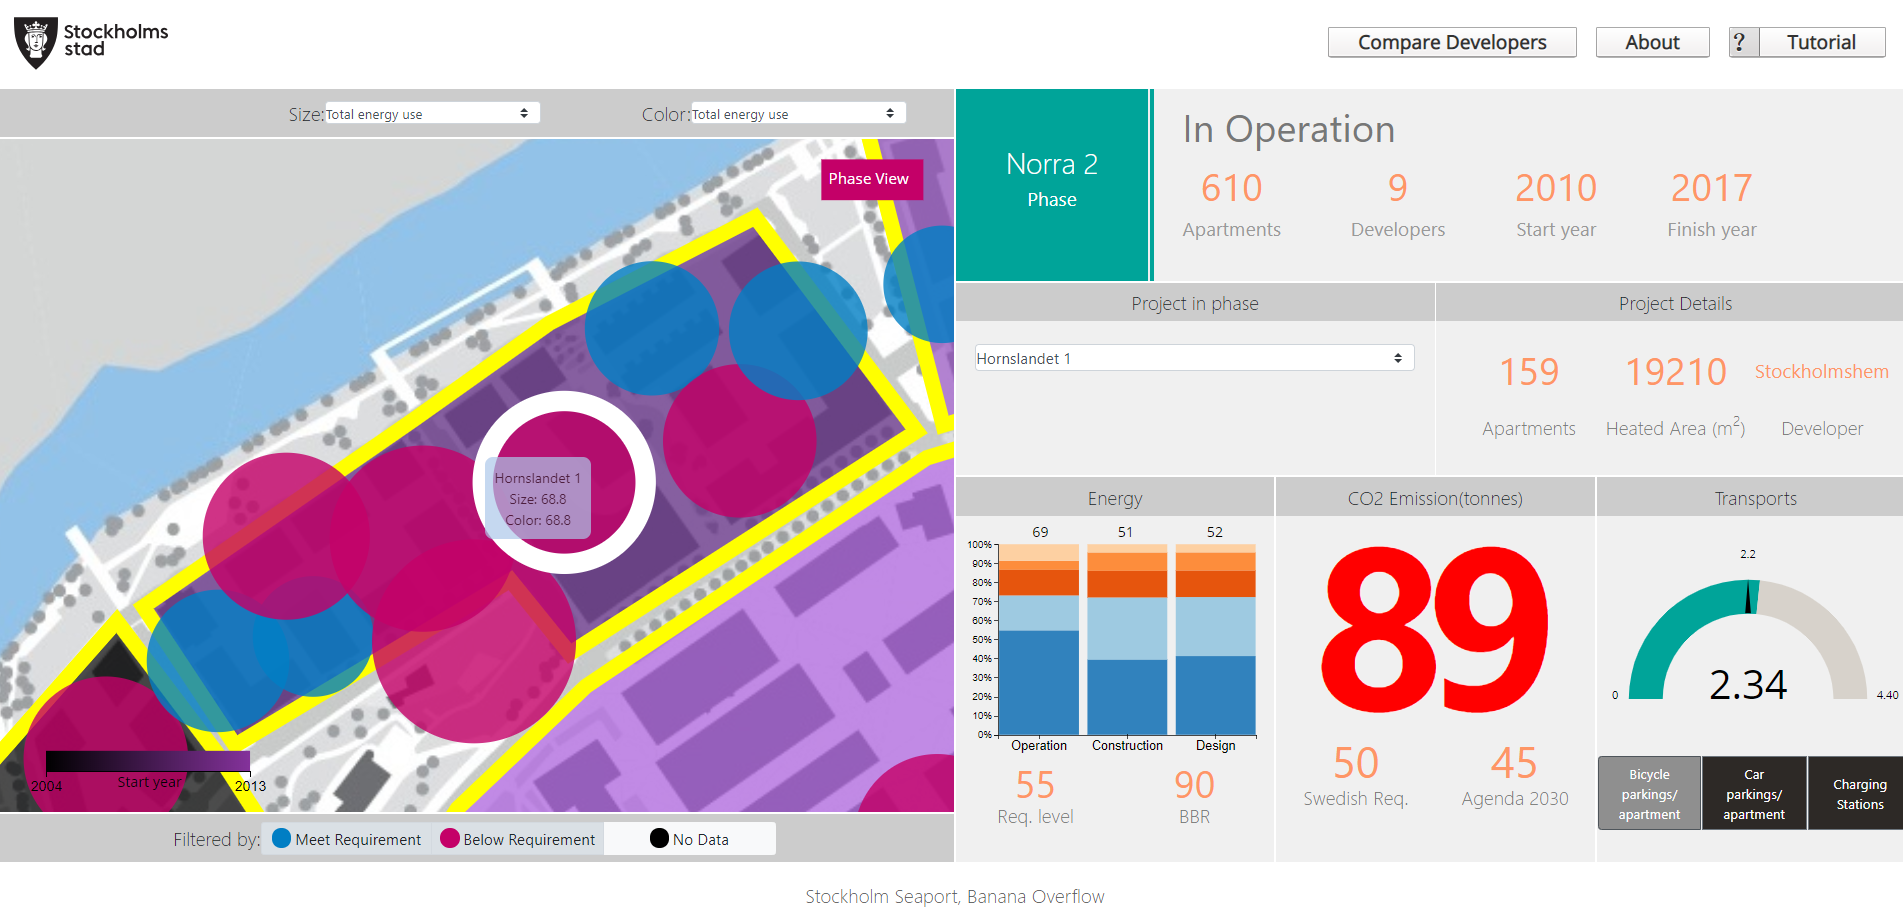 Stockholms
stad
Compare Developers
About
? Tutorial
Size: Total energy use
Color: Total energy use
Phase View
Hornslandet 1
Size: 68.8
Color: 68.8
Start year
2004
2013
Filtered by: Meet Requirement Below Requirement No Data
Norra 2
Phase
In Operation
610 9 2010 2017
Apartments Developers Start year Finish year
Project in phase
Hornslandet 1
Project Details
159 19210 Stockholmshem
Apartments Heated Area (m²) Developer
Energy
69 51 52
100%
90%
80%
70%
60%
50%
40%
30%
20%
10%
0%
Operation Construction Design
55 90
Req. level BBR
CO2 Emission(tonnes)
89
50 45
Swedish Req. Agenda 2030
Transports
2.2
2.34
0 4.40
Bicycle
parkings/
apartment
Car
parkings/
apartment
Charging
Stations
Stockholm Seaport, Banana Overflow